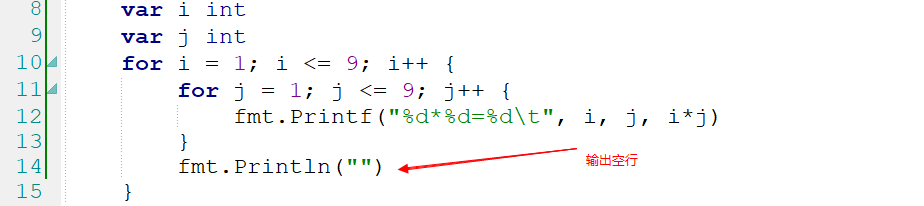 8 var i int
9 var j int
10 for i = 1; i <= 9; i++ {
11 for j = 1; j <= 9; j++ {
12 fmt.Printf("%d*%d=%d\t", i, j, i*j)
13 }
14 fmt.Println("") 输出空行
15 }